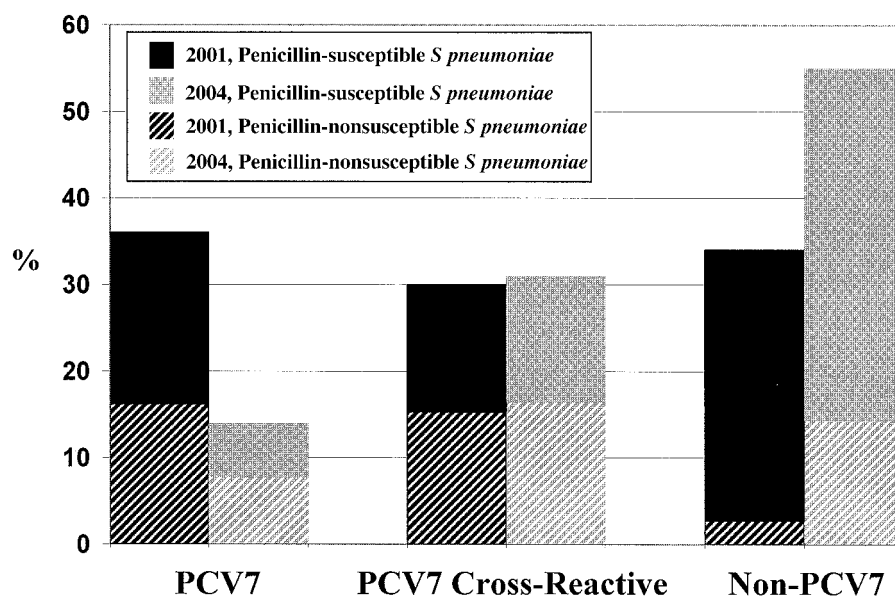 60
50
40
30
20
10
0
%
2001, Penicillin-susceptible S pneumoniae
2004, Penicillin-susceptible S pneumoniae
2001, Penicillin-nonsusceptible S pneumoniae
2004, Penicillin-nonsusceptible S pneumoniae
PCV7 PCV7 Cross-Reactive Non-PCV7